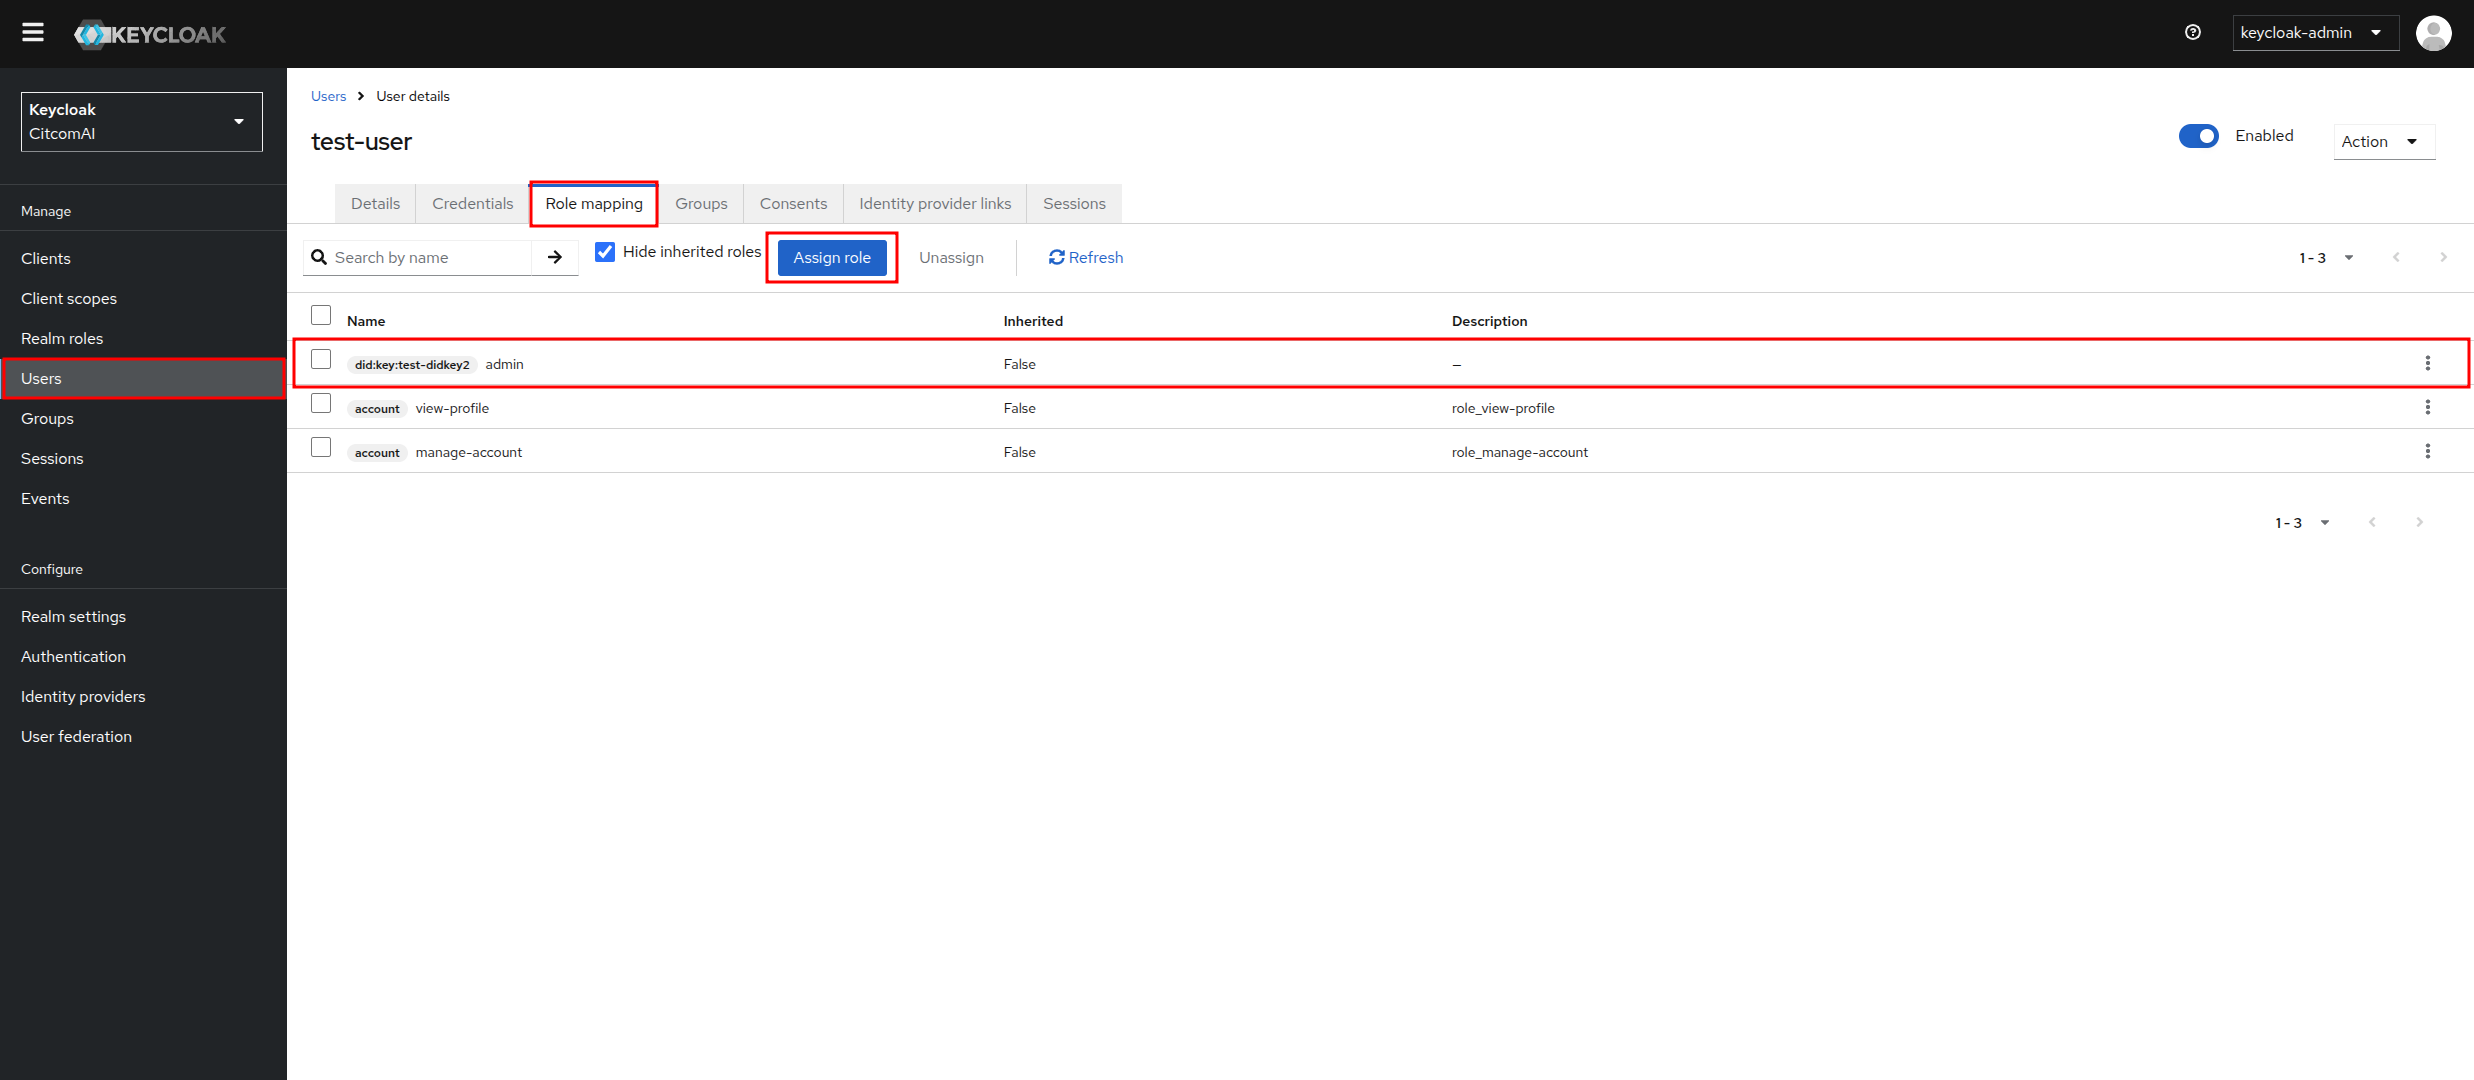 KEYCLOAK
keycloak-admin
Keycloak
CitcomAI
Manage
Clients
Client scopes
Realm roles
Users
Groups
Sessions
Events
Configure
Realm settings
Authentication
Identity providers
User federation
Users User details
test-user
Enabled
Action
Details Credentials Role mapping Groups Consents Identity provider links Sessions
Search by name Hide inherited roles Assign role Unassign Refresh 1 - 3
Name Inherited Description
did:key:test-didkey2 admin False –
account view-profile False role_view-profile
account manage-account False role_manage-account
1 - 3